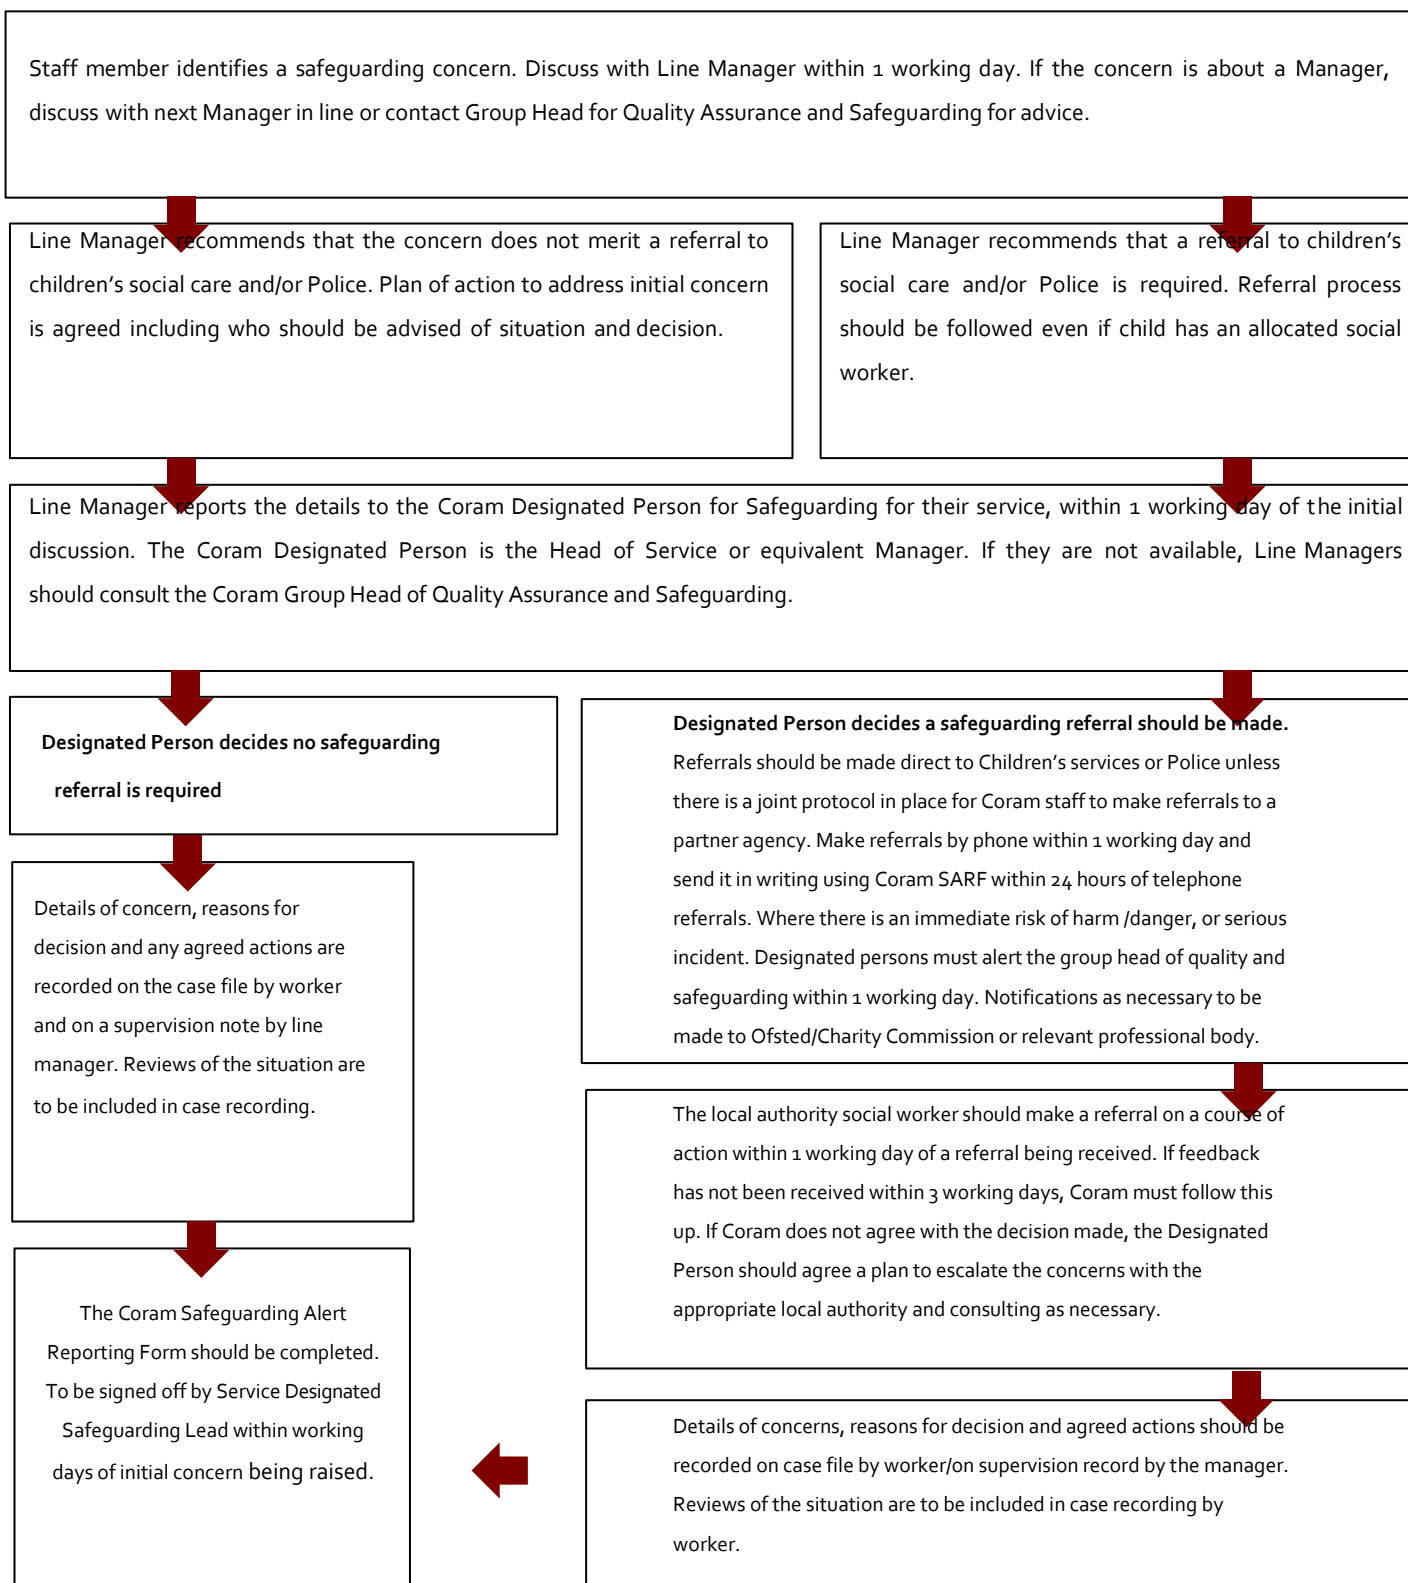 Staff member identifies a safeguarding concern. Discuss with Line Manager within 1 working day. If the concern is about a Manager,
discuss with next Manager in line or contact Group Head for Quality Assurance and Safeguarding for advice.
Line Manager recommends that the concern does not merit a referral to
children’s social care and/or Police. Plan of action to address initial concern
is agreed including who should be advised of situation and decision.
Line Manager recommends that a referral to children’s
social care and/or Police is required. Referral process
should be followed even if child has an allocated social
worker.
Line Manager reports the details to the Coram Designated Person for Safeguarding for their service, within 1 working day of the initial
discussion. The Coram Designated Person is the Head of Service or equivalent Manager. If they are not available, Line Managers
should consult the Coram Group Head of Quality Assurance and Safeguarding.
Designated Person decides no safeguarding
referral is required
Details of concern, reasons for
decision and any agreed actions are
recorded on the case file by worker
and on a supervision note by line
manager. Reviews of the situation are
to be included in case recording.
The Coram Safeguarding Alert
Reporting Form should be completed.
To be signed off by Service Designated
Safeguarding Lead within working
days of initial concern being raised.
Designated Person decides a safeguarding referral should be made.
Referrals should be made direct to Children’s services or Police unless
there is a joint protocol in place for Coram staff to make referrals to a
partner agency. Make referrals by phone within 1 working day and
send it in writing using Coram SARF within 24 hours of telephone
referrals. Where there is an immediate risk of harm /danger, or serious
incident. Designated persons must alert the group head of quality and
safeguarding within 1 working day. Notifications as necessary to be
made to Ofsted/Charity Commission or relevant professional body.
The local authority social worker should make a referral on a course of
action within 1 working day of a referral being received. If feedback
has not been received within 3 working days, Coram must follow this
up. If Coram does not agree with the decision made, the Designated
Person should agree a plan to escalate the concerns with the
appropriate local authority and consulting as necessary.
Details of concerns, reasons for decision and agreed actions should be
recorded on case file by worker/on supervision record by the manager.
Reviews of the situation are to be included in case recording by
worker.